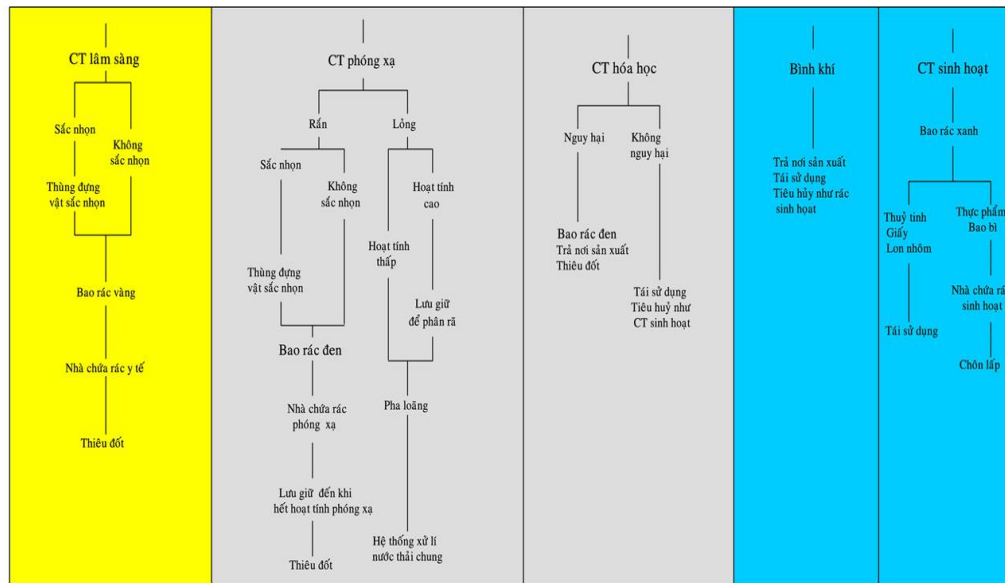 CT lâm sàng
Sắc nhọn
Không
sắc nhọn
Thùng đựng
vật sắc nhọn
Bao rác vàng
Nhà chứa rác y tế
Thiêu đốt
CT phóng xạ
Rắn
Lỏng
Sắc nhọn
Không
sắc nhọn
Thùng đựng
vật sắc nhọn
Bao rác đen
Nhà chứa rác
phóng xạ
Lưu giữ đến khi
hết hoạt tính phóng xạ
Thiêu đốt
Hoạt tính
cao
Hoạt tính
thấp
Lưu giữ
để phân rã
Pha loãng
Hệ thống xử lí
nước thải chung
CT hóa học
Nguy hại
Không
nguy hại
Bao rác đen
Trả nơi sản xuất
Thiêu đốt
Tái sử dụng
Tiêu huỷ như
CT sinh hoạt
Bình khí
Trả nơi sản xuất
Tái sử dụng
Tiêu hủy như rác
sinh hoạt
CT sinh hoạt
Bao rác xanh
Thuỷ tinh
Giấy
Lon nhôm
Tái sử dụng
Thực phẩm
Bao bì
Nhà chứa rá
sinh hoạt
Chôn lấp